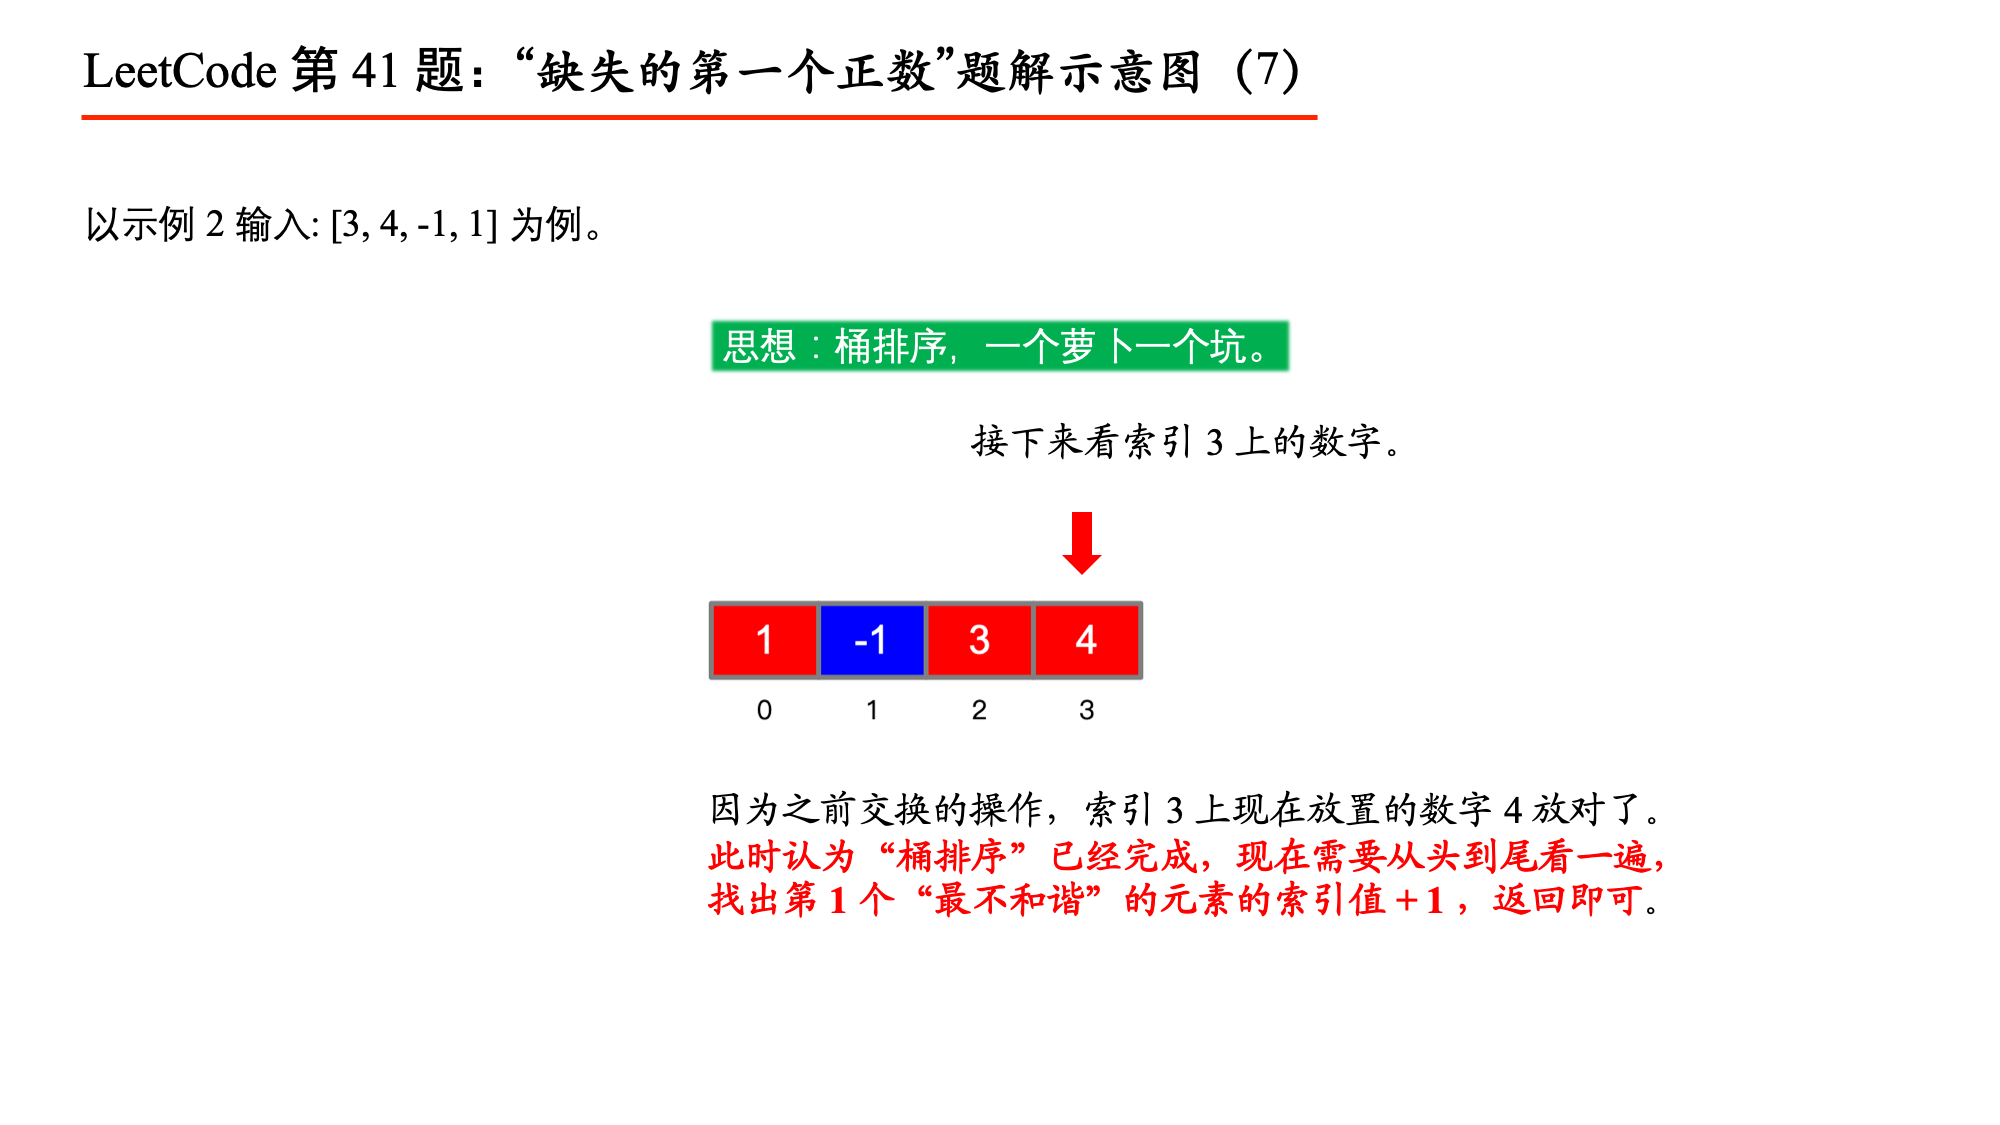 LeetCode 第 41 题：“缺失的第一个正数”题解示意图（7）
以示例 2 输入: [3, 4, -1, 1] 为例。
思想：桶排序，一个萝卜一个坑。
接下来看索引 3 上的数字。
1 -1 3 4
0 1 2 3
因为之前交换的操作，索引 3 上现在放置的数字 4 放对了。
此时认为“桶排序”已经完成，现在需要从头到尾看一遍，
找出第 1 个“最不和谐”的元素的索引值 + 1 ，返回即可。